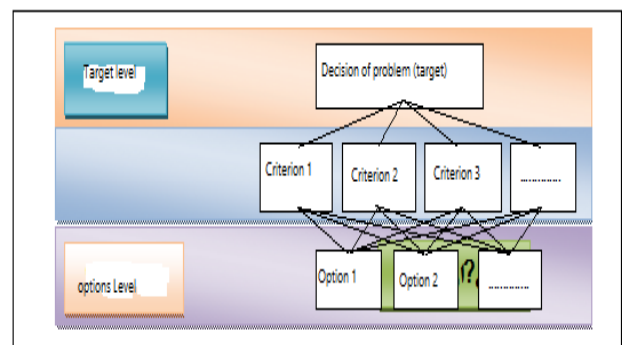 Target level
Decision of problem (target)
Criterion 1
Criterion 2
Criterion 3
..............
options Level
Option 1
Option 2
?
..............